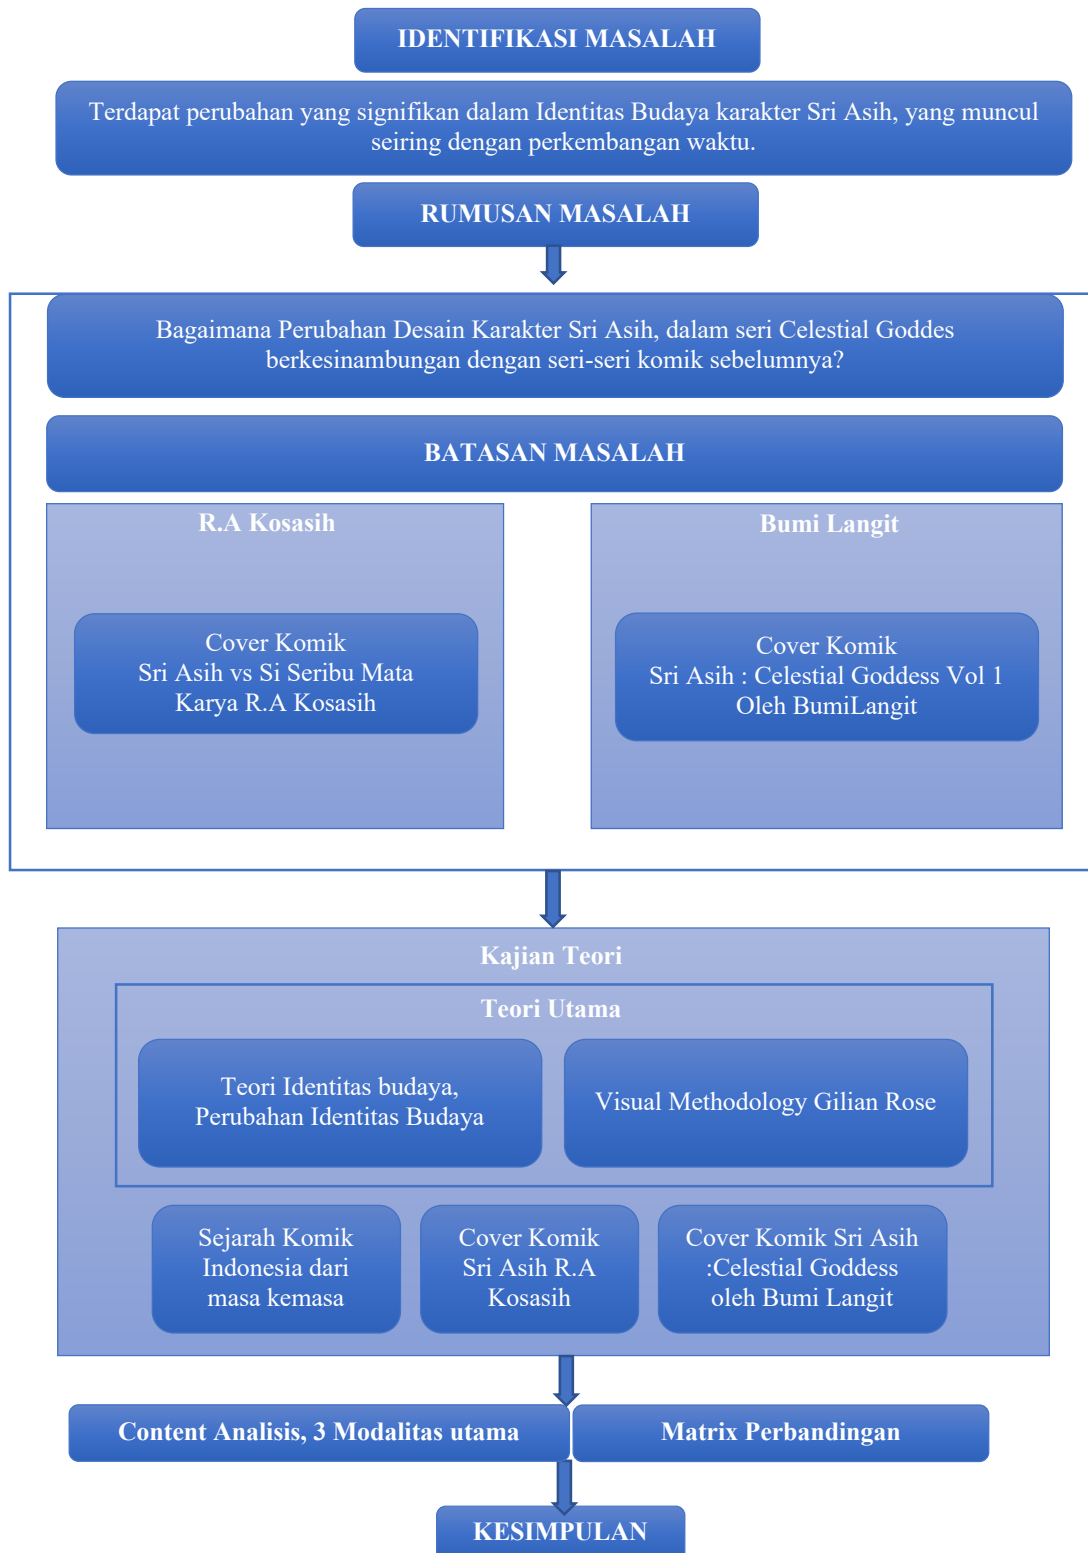 IDENTIFIKASI MASALAH
Terdapat perubahan yang signifikan dalam Identitas Budaya karakter Sri Asih, yang muncul
seiring dengan perkembangan waktu.
RUMUSAN MASALAH
Bagaimana Perubahan Desain Karakter Sri Asih, dalam seri Celestial Goddes
berkesinambungan dengan seri-seri komik sebelumnya?
BATASAN MASALAH
R.A Kosasih
Cover Komik
Sri Asih vs Si Seribu Mata
Karya R.A Kosasih
Bumi Langit
Cover Komik
Sri Asih : Celestial Goddess Vol 1
Oleh BumiLangit
Kajian Teori
Teori Utama
Teori Identitas budaya,
Perubahan Identitas Budaya
Visual Methodology Gilian Rose
Sejarah Komik
Indonesia dari
masa kemasa
Cover Komik
Sri Asih R.A
Kosasih
Cover Komik Sri Asih
:Celestial Goddess
oleh Bumi Langit
Content Analisis, 3 Modalitas utama
Matrix Perbandingan
KESIMPULAN